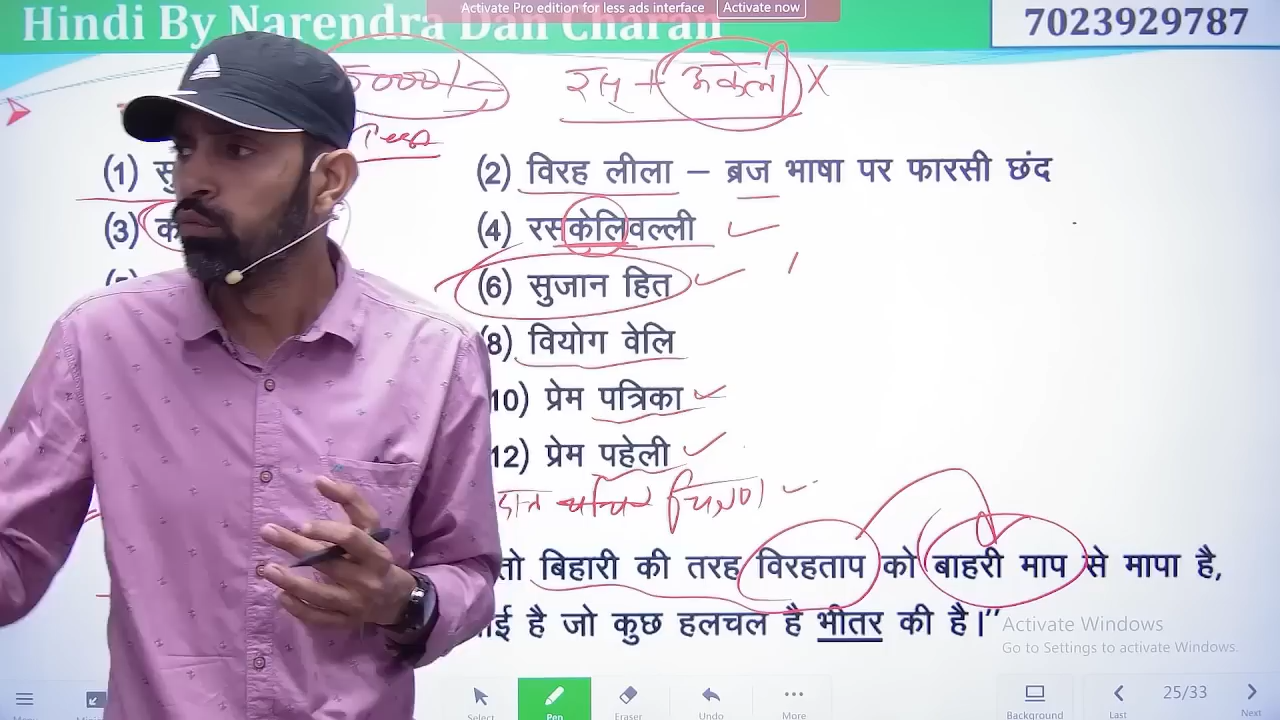 Activate Pro edition for less ads interface Activate now
Hindi By Narendra Dan Charan
7023929787
रस + अकेली X
(1) सु
(2) विरह लीला – ब्रज भाषा पर फारसी छंद
(3) क
(4) रसकेलिवल्ली
(6) सुजान हित
8) वियोग वेलि
10) प्रेम पत्रिका
12) प्रेम पहेली
तो बिहारी की तरह विरहताप को बाहरी माप से मापा है,
ाई है जो कुछ हलचल है भीतर की है।”
Activate Windows
Go to Settings to activate Windows.
Select
Pen
Eraser
Undo
More
Background
Last
25/33
Next